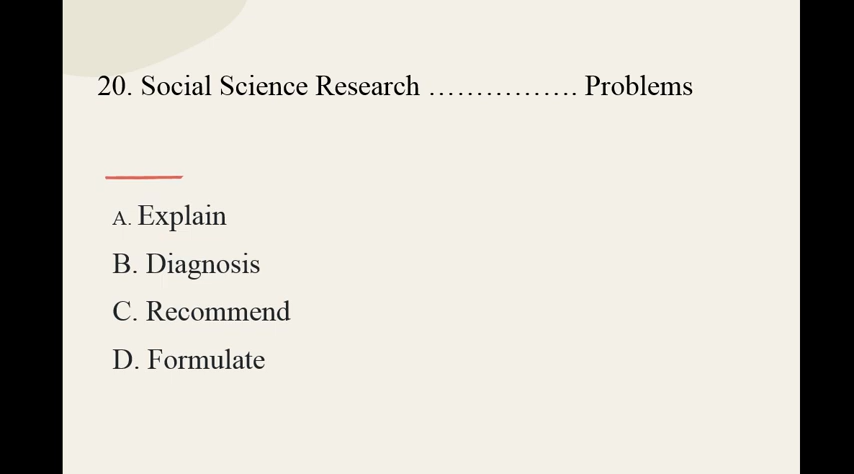 20. Social Science Research ……………. Problems
A. Explain
B. Diagnosis
C. Recommend
D. Formulate